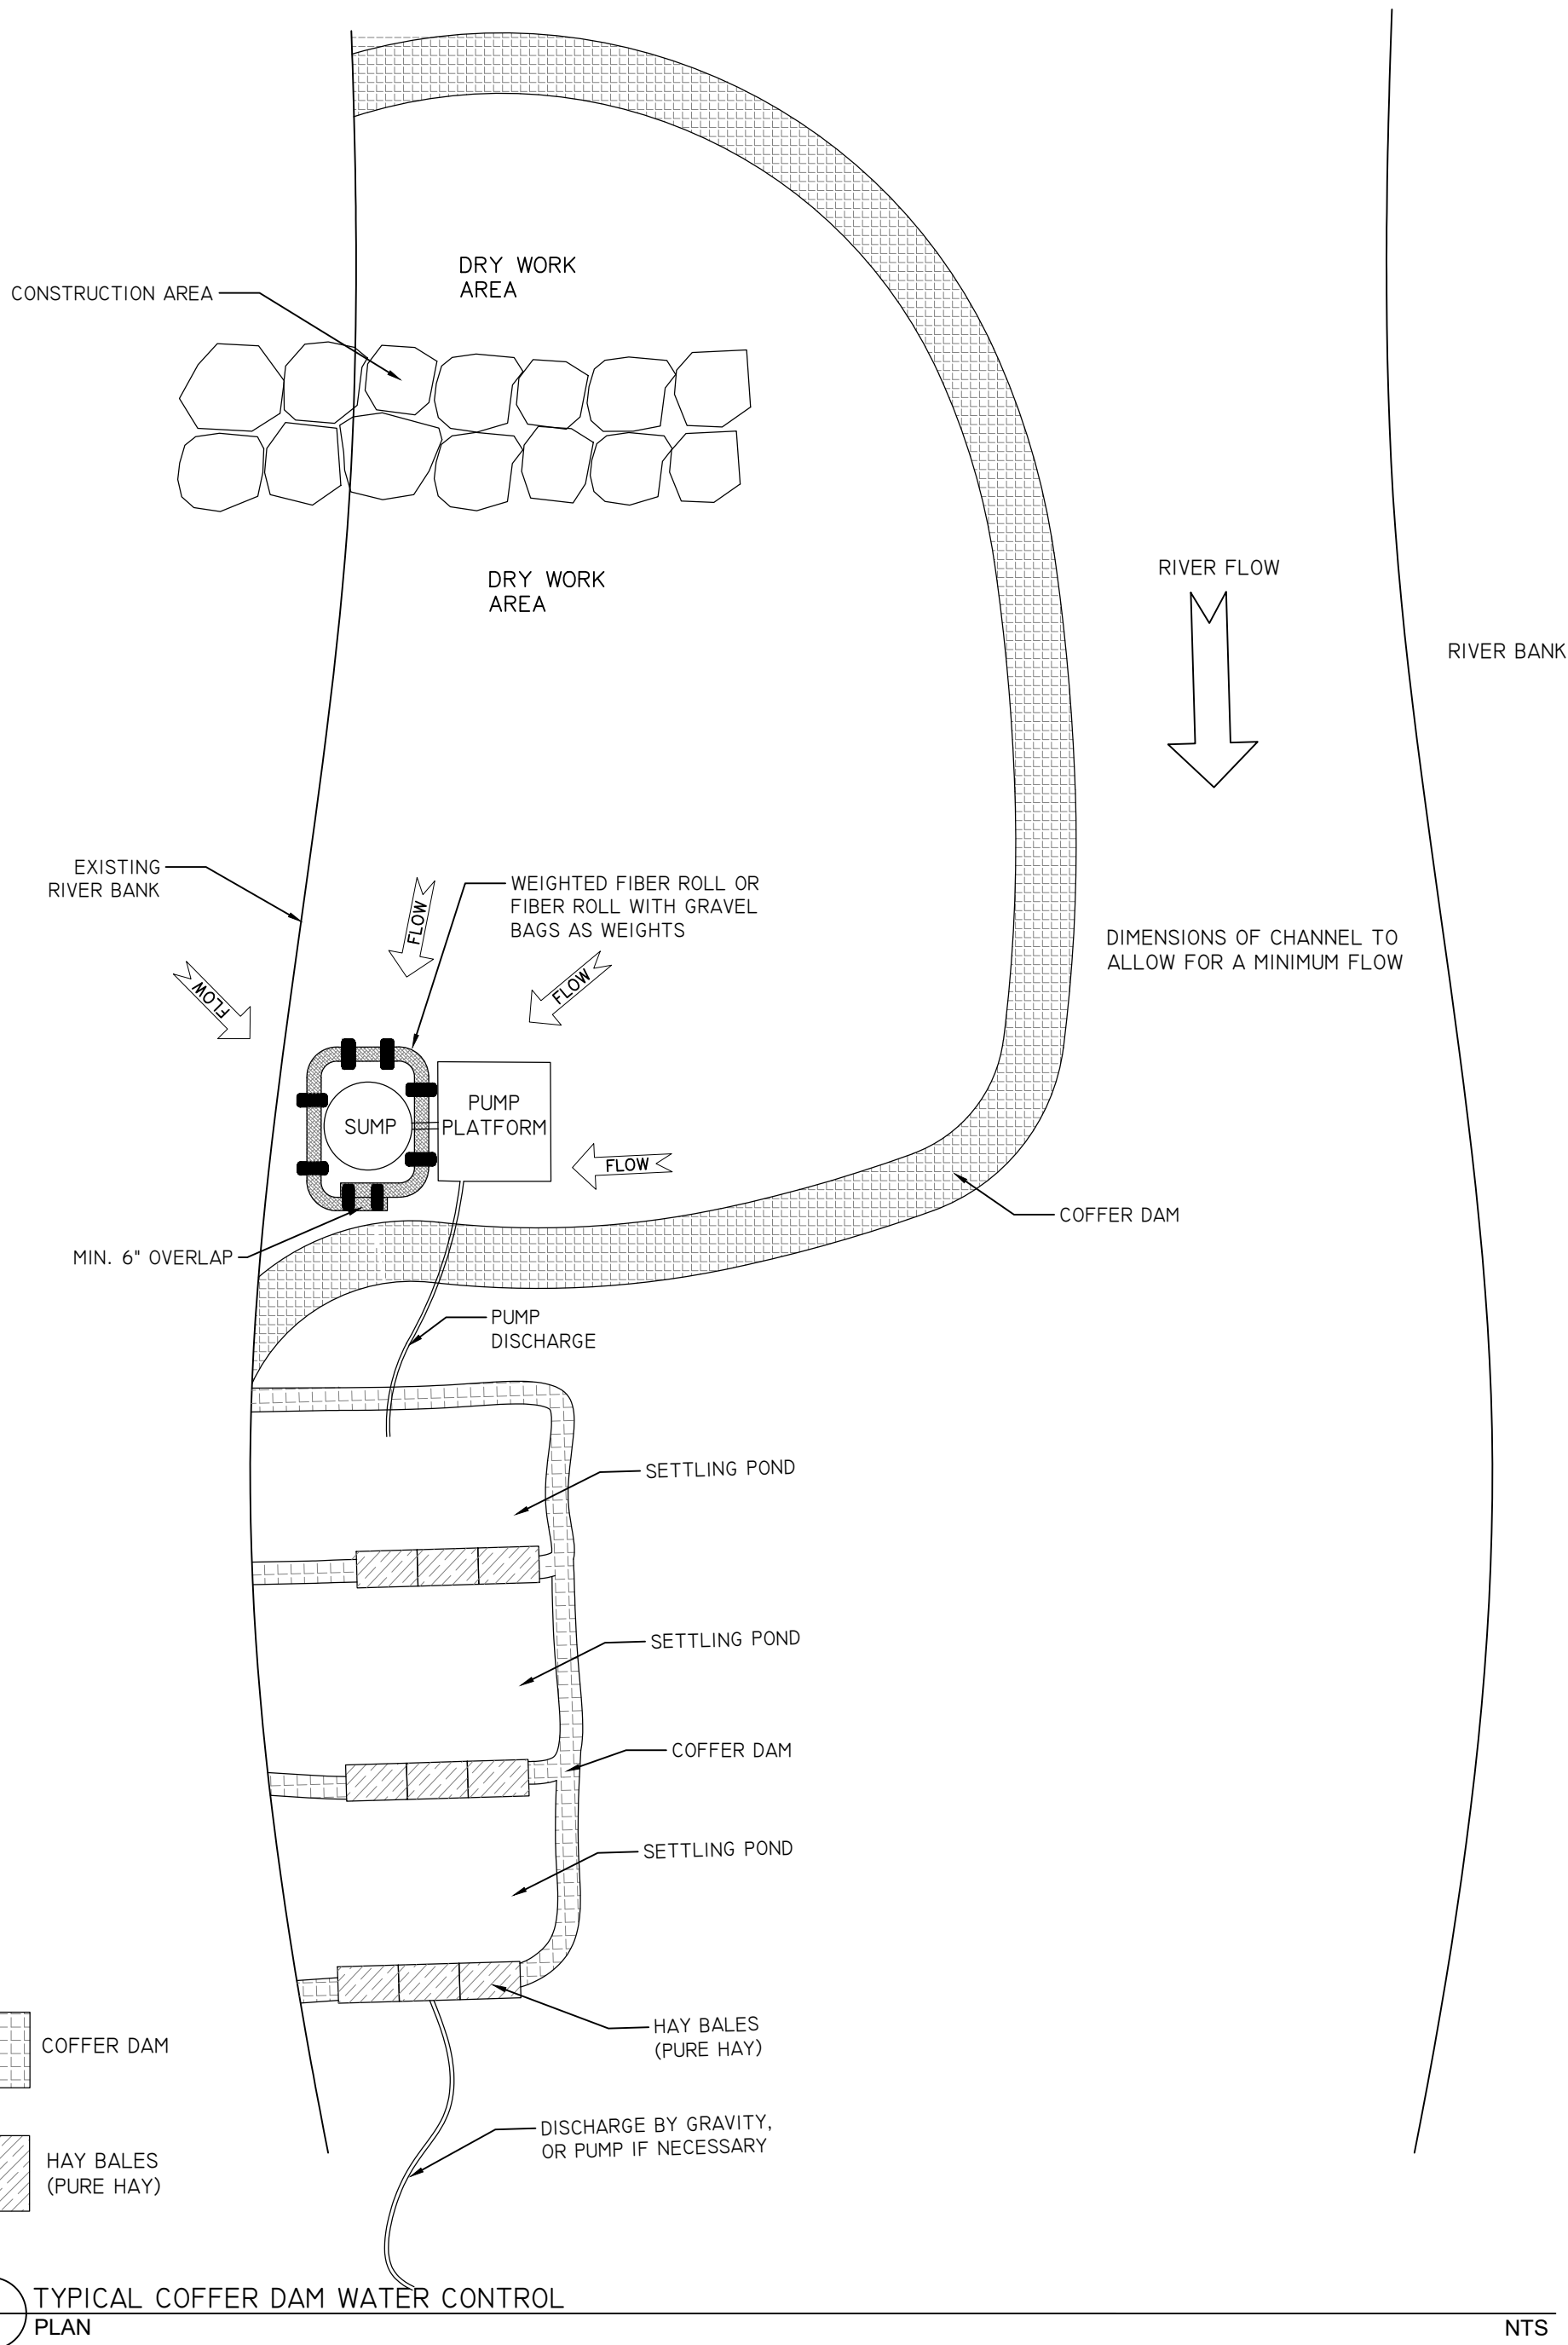 DRY WORK
AREA
CONSTRUCTION AREA
DRY WORK
AREA
RIVER FLOW
RIVER BANK
EXISTING
RIVER BANK
WEIGHTED FIBER ROLL OR
FIBER ROLL WITH GRAVEL
BAGS AS WEIGHTS
FLOW
FLOW
FLOW
DIMENSIONS OF CHANNEL TO
ALLOW FOR A MINIMUM FLOW
SUMP
PUMP
PLATFORM
FLOW
COFFER DAM
MIN. 6" OVERLAP
PUMP
DISCHARGE
SETTLING POND
SETTLING POND
COFFER DAM
SETTLING POND
HAY BALES
(PURE HAY)
COFFER DAM
DISCHARGE BY GRAVITY,
OR PUMP IF NECESSARY
HAY BALES
(PURE HAY)
TYPICAL COFFER DAM WATER CONTROL
PLAN
NTS